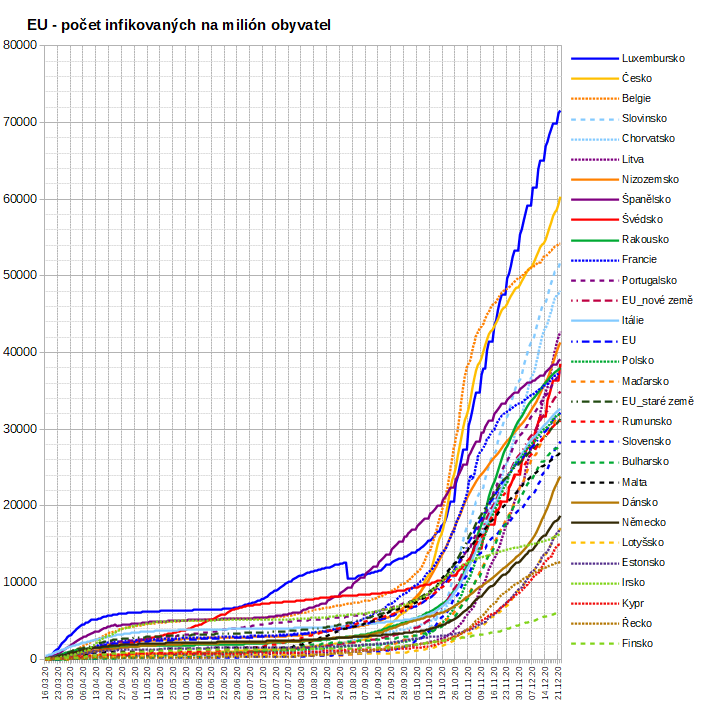 EU - počet infikovaných na milión obyvatel
80000
70000
60000
50000
40000
30000
20000
10000
0
16.03.20
23.03.20
30.03.20
06.04.20
13.04.20
20.04.20
27.04.20
04.05.20
11.05.20
18.05.20
25.05.20
01.06.20
08.06.20
15.06.20
22.06.20
29.06.20
06.07.20
13.07.20
20.07.20
27.07.20
03.08.20
10.08.20
17.08.20
24.08.20
31.08.20
07.09.20
14.09.20
21.09.20
28.09.20
05.10.20
12.10.20
19.10.20
26.10.20
02.11.20
09.11.20
16.11.20
23.11.20
30.11.20
07.12.20
14.12.20
21.12.20
Luxembursko
Česko
Belgie
Slovinsko
Chorvatsko
Litva
Nizozemsko
Španělsko
Švédsko
Rakousko
Francie
Portugalsko
EU_nové země
Itálie
EU
Polsko
Maďarsko
EU_staré země
Rumunsko
Slovensko
Bulharsko
Malta
Dánsko
Německo
Lotyšsko
Estonsko
Irsko
Kypr
Řecko
Finsko